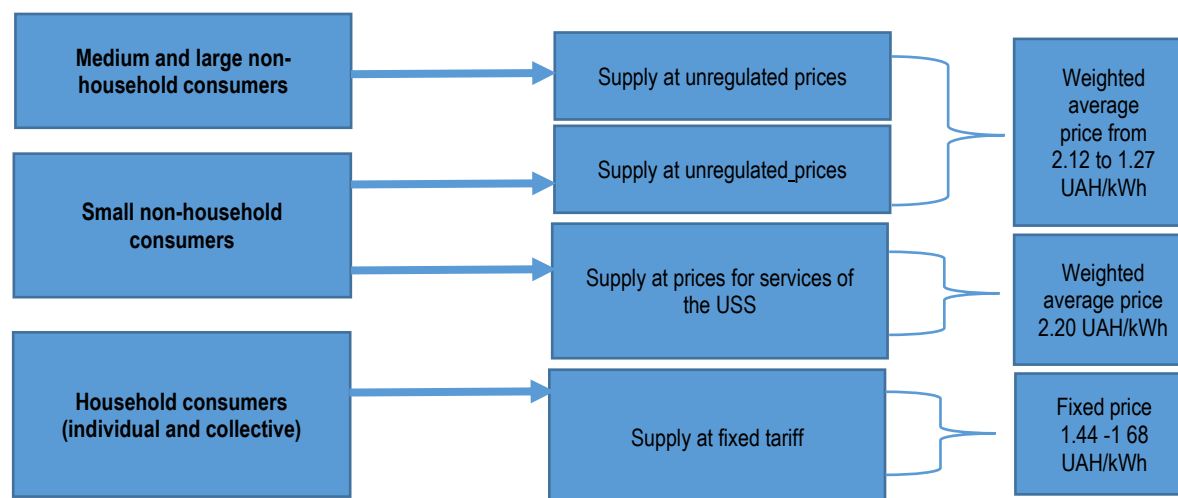 Medium and large non-
household consumers
Supply at unregulated prices
Weighted
average
price from
2.12 to 1.27
UAH/kWh
Small non-household
consumers
Supply at unregulated prices
Supply at prices for services of
the USS
Weighted
average price
2.20 UAH/kWh
Household consumers
(individual and collective)
Supply at fixed tariff
Fixed price
1.44 -1 68
UAH/kWh